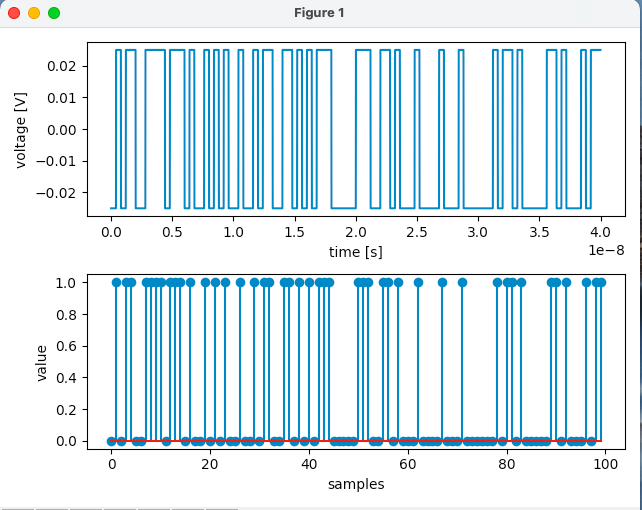 Figure 1
voltage [V]
0.02
0.01
0.00
−0.01
−0.02
0.0 0.5 1.0 1.5 2.0 2.5 3.0 3.5 4.0
time [s]
1e−8
value
1.0
0.8
0.6
0.4
0.2
0.0
0 20 40 60 80 100
samples